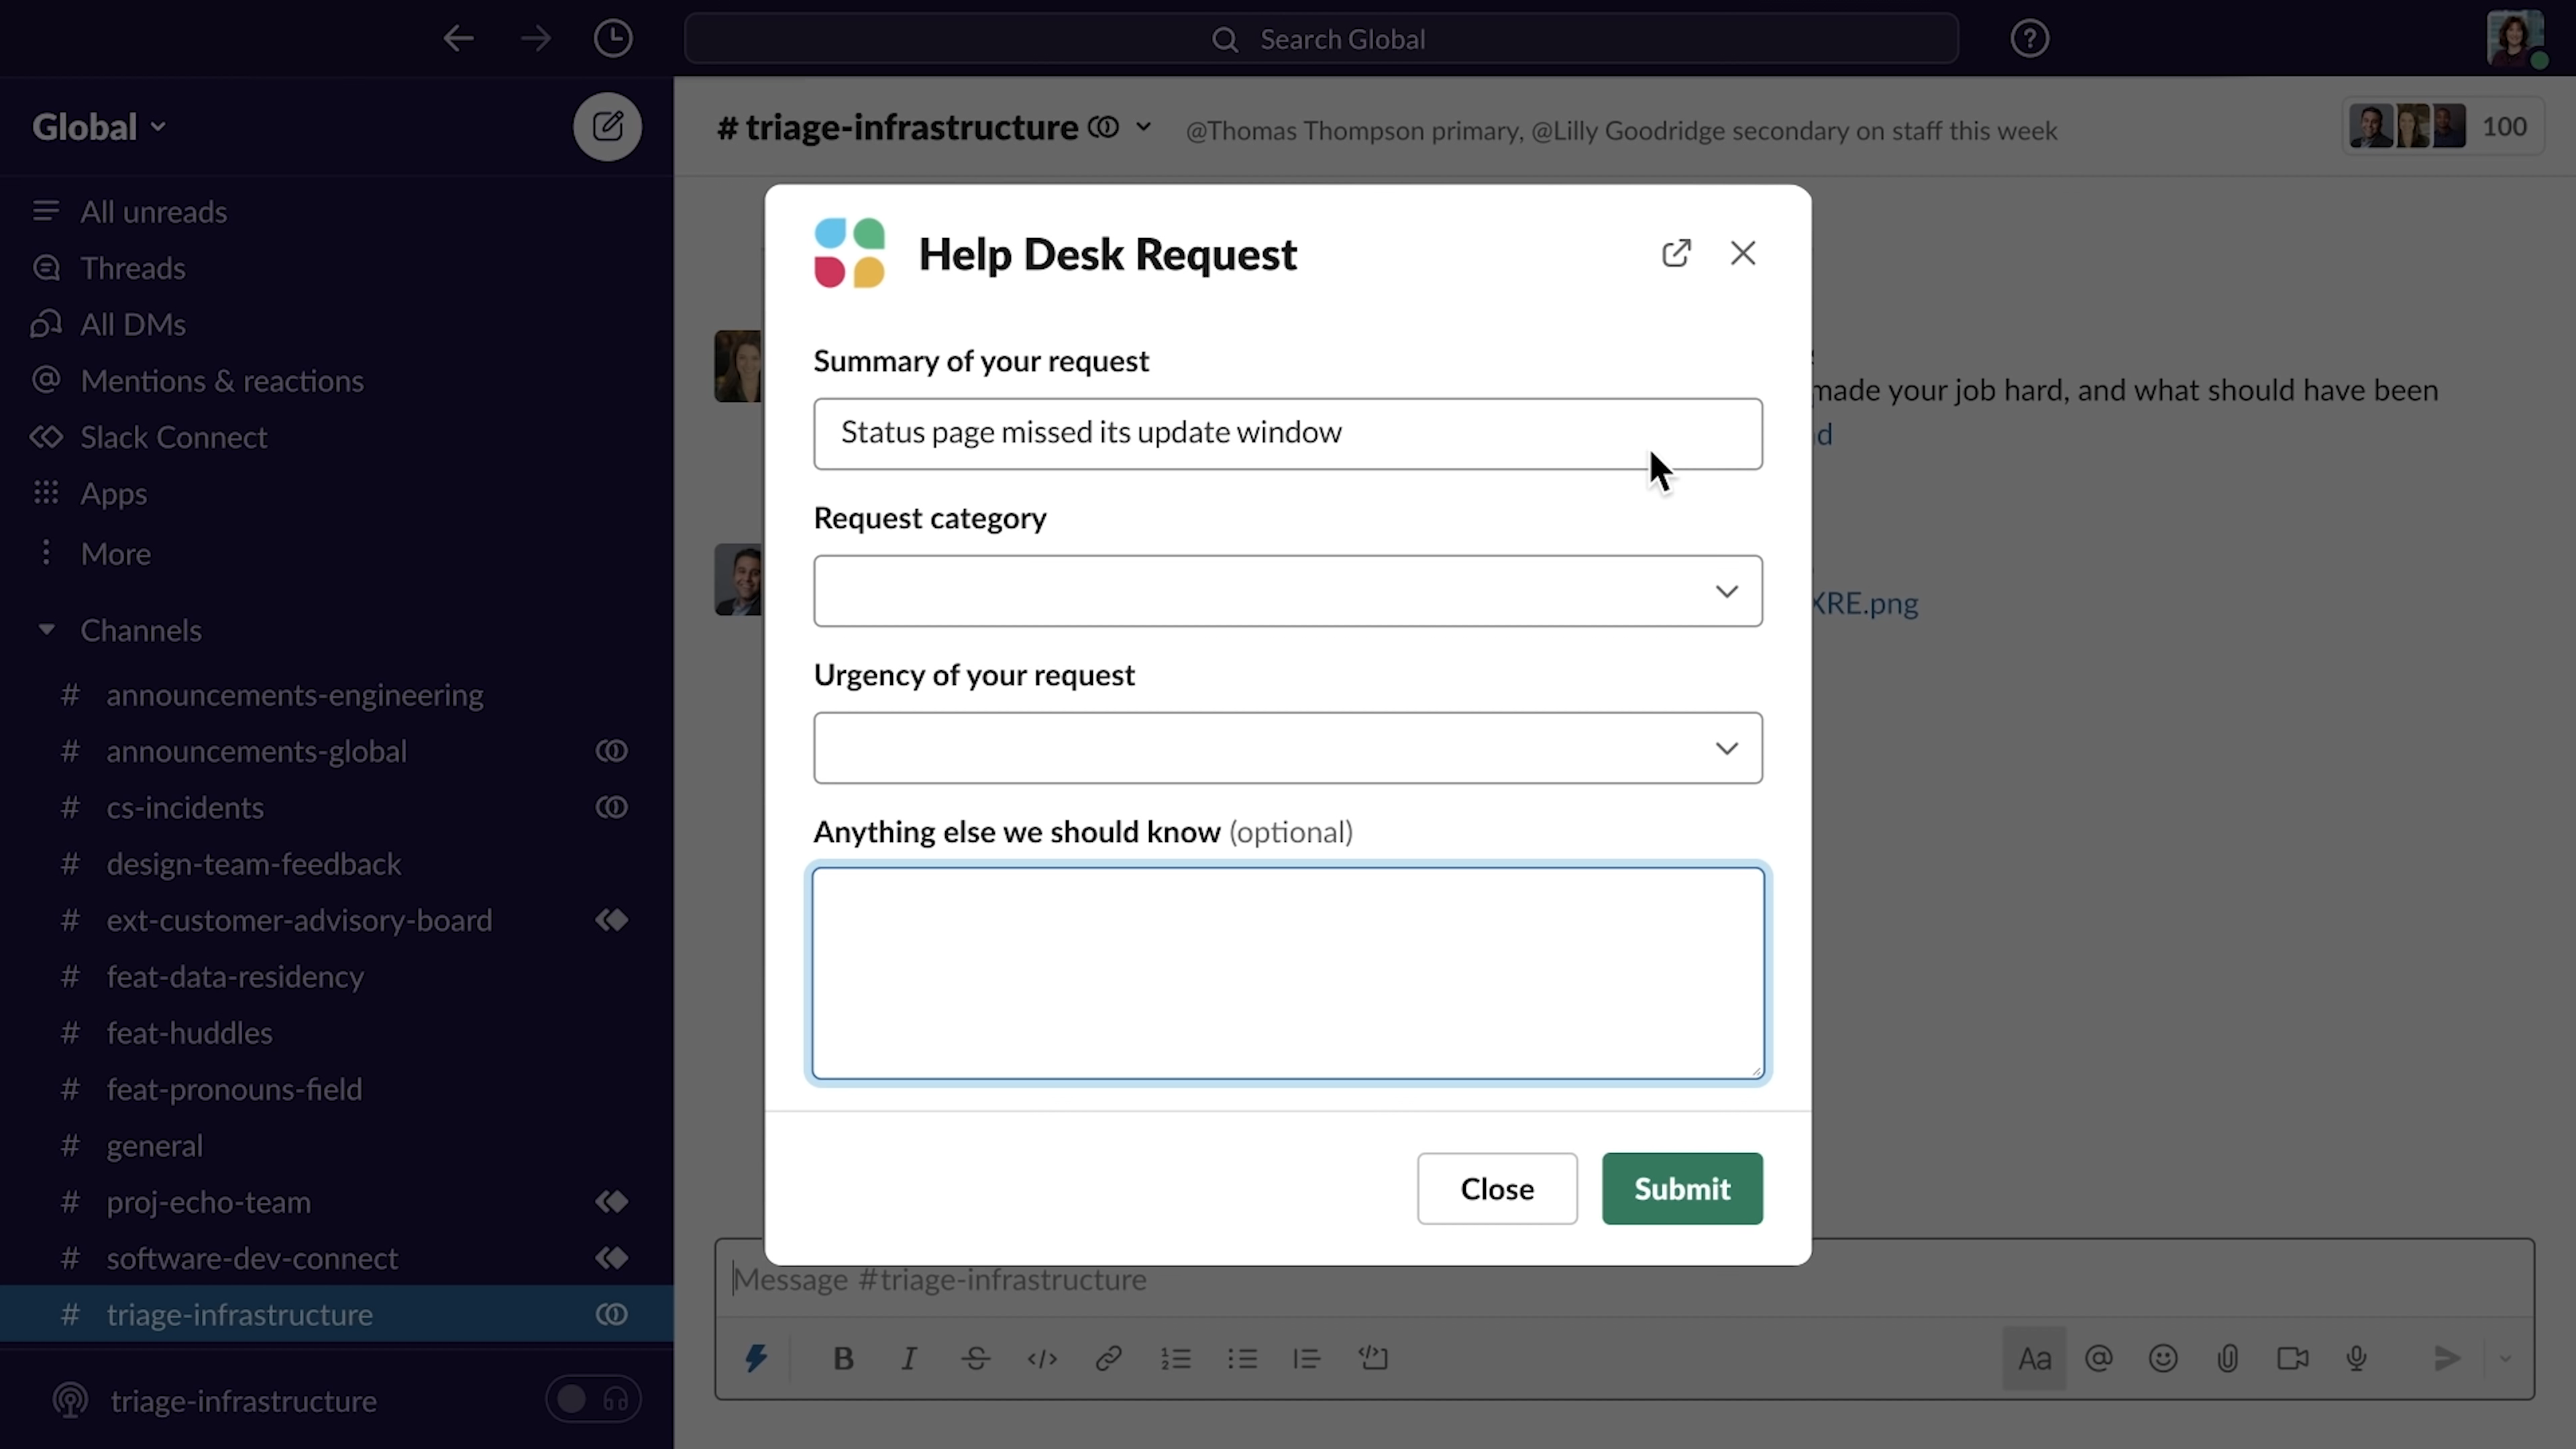 Search Global
Global
# triage-infrastructure
@Thomas Thompson primary, @Lilly Goodridge secondary on staff this week
100
All unreads
Threads
All DMs
Mentions & reactions
Slack Connect
Apps
More
Channels
# announcements-engineering
# announcements-global
# cs-incidents
# design-team-feedback
# ext-customer-advisory-board
# feat-data-residency
# feat-huddles
# feat-pronouns-field
# general
# proj-echo-team
# software-dev-connect
# triage-infrastructure
triage-infrastructure
made your job hard, and what should have been
XRE.png
Help Desk Request
Summary of your request
Status page missed its update window
Request category
Urgency of your request
Anything else we should know (optional)
Close
Submit
Message #triage-infrastructure
B I S
Aa